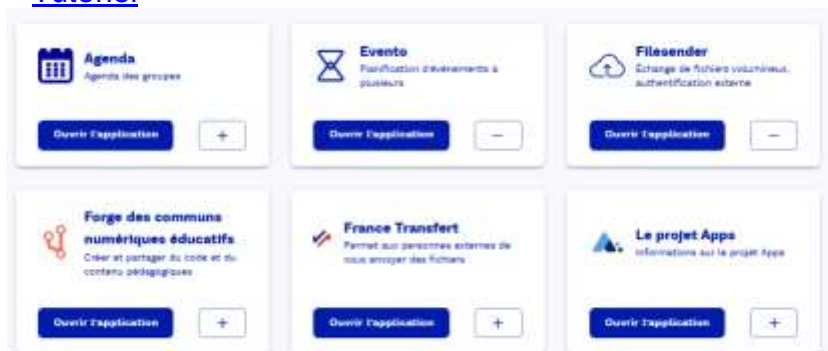 Tutoriel
Agenda
Agenda des groupes
Ouvrir l'application
+
Evento
Planification d'événements à
plusieurs
Ouvrir l'application
−
Filesender
Échange de fichiers volumineux,
authentification externe
Ouvrir l'application
−
Forge des communs
numériques éducatifs
Créer et partager du code et du
contenu pédagogiques
Ouvrir l'application
+
France Transfert
Permet aux personnes externes de
vous envoyer des fichiers
Ouvrir l'application
+
Le projet Apps
Informations sur le projet Apps
Ouvrir l'application
+